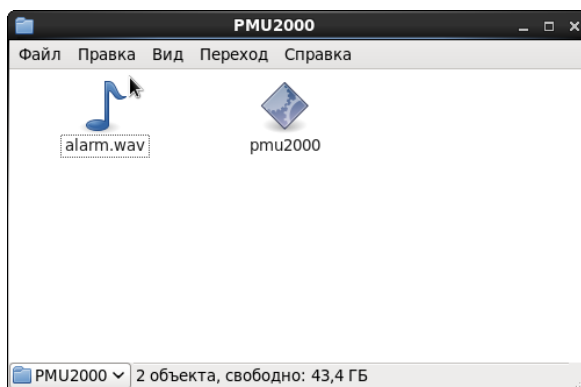 PMU2000
Файл Правка Вид Переход Справка
alarm.wav pmu2000
PMU2000 2 объекта, свободно: 43,4 ГБ